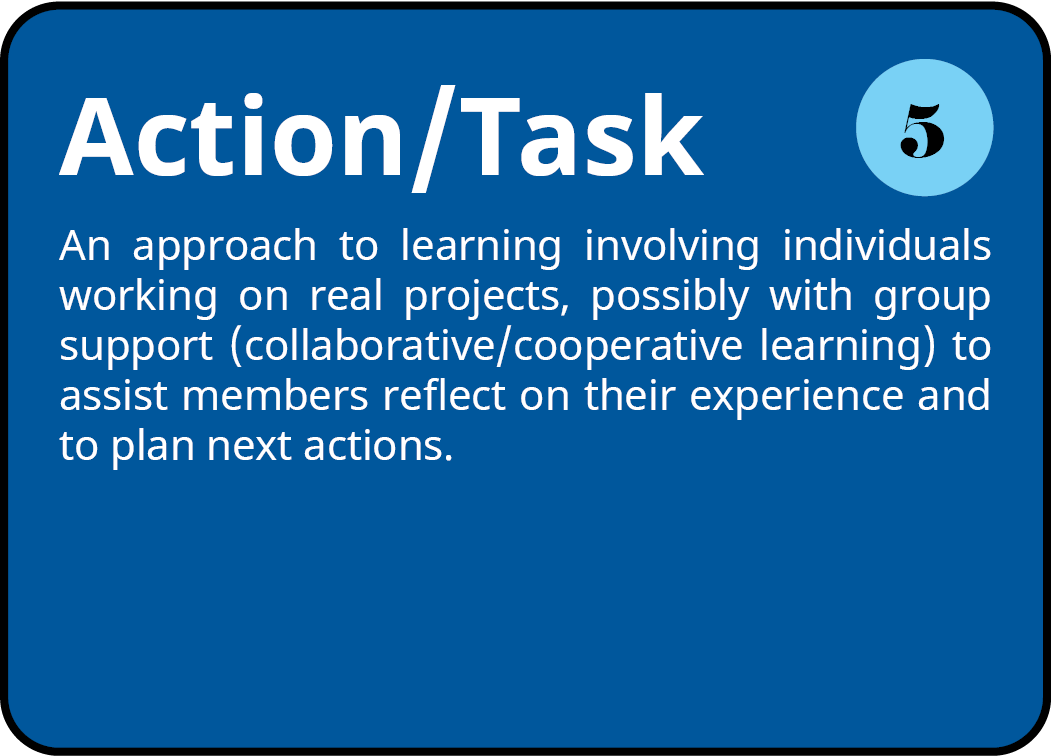 Action/Task
5
An approach to learning involving individuals
working on real projects, possibly with group
support (collaborative/cooperative learning) to
assist members reflect on their experience and
to plan next actions.